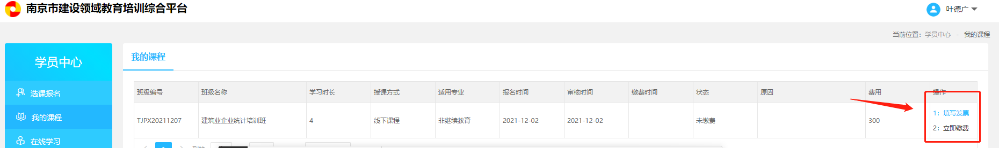 南京市建设领域教育培训综合平台
叶德广
当前位置：学员中心 - 我的课程
学员中心
选课报名
我的课程
在线学习
我的课程
班级编号 班级名称 学习时长 授课方式 适用专业 报名时间 审核时间 缴费时间 状态 原因 费用 操作
TJPX20211207 建筑业企业统计培训班 4 线下课程 非继续教育 2021-12-02 2021-12-02 未缴费 300 1：填写发票
2：立即缴费